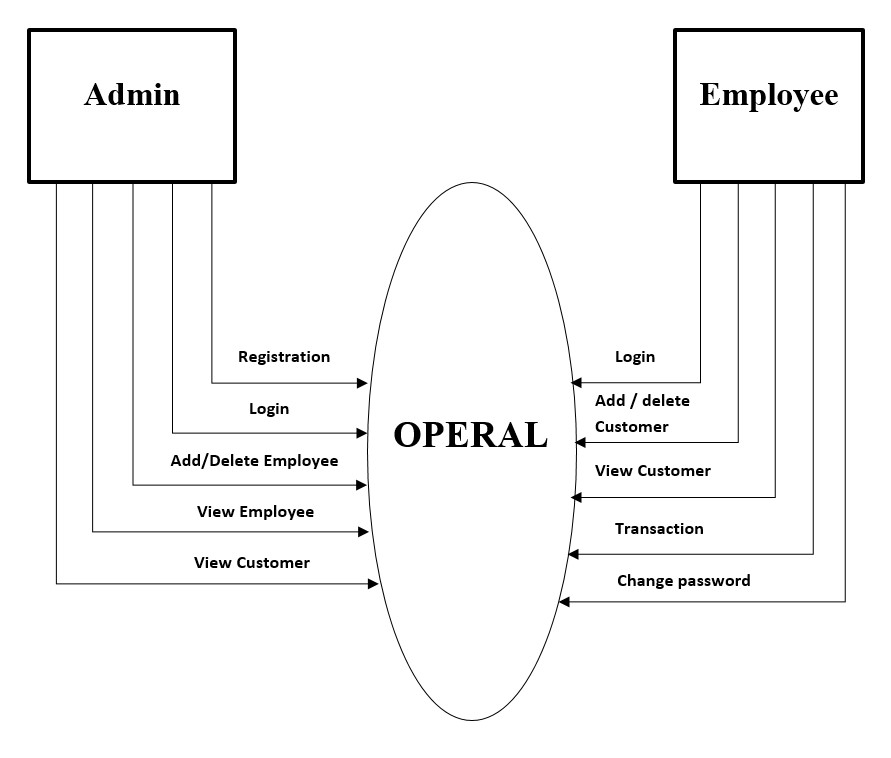 Admin
Employee
Registration
Login
Add/Delete Employee
View Employee
View Customer
OPERAL
Login
Add / delete
Customer
View Customer
Transaction
Change password